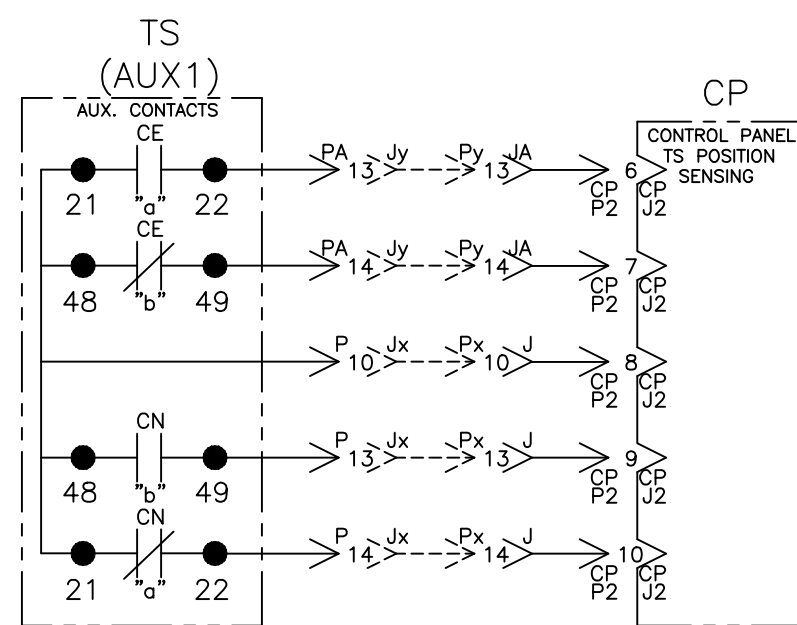 TS
(AUX1)
AUX. CONTACTS
CP
CONTROL PANEL
TS POSITION
SENSING
CE
21 "a" 22
PA 13 Jy Py 13 JA
CP P2 6 CP J2
CE
48 "b" 49
PA 14 Jy Py 14 JA
CP P2 7 CP J2
P 10 Jx Px 10 J
CP P2 8 CP J2
CN
48 "b" 49
P 13 Jx Px 13 J
CP P2 9 CP J2
CN
21 "a" 22
P 14 Jx Px 14 J
CP P2 10 CP J2